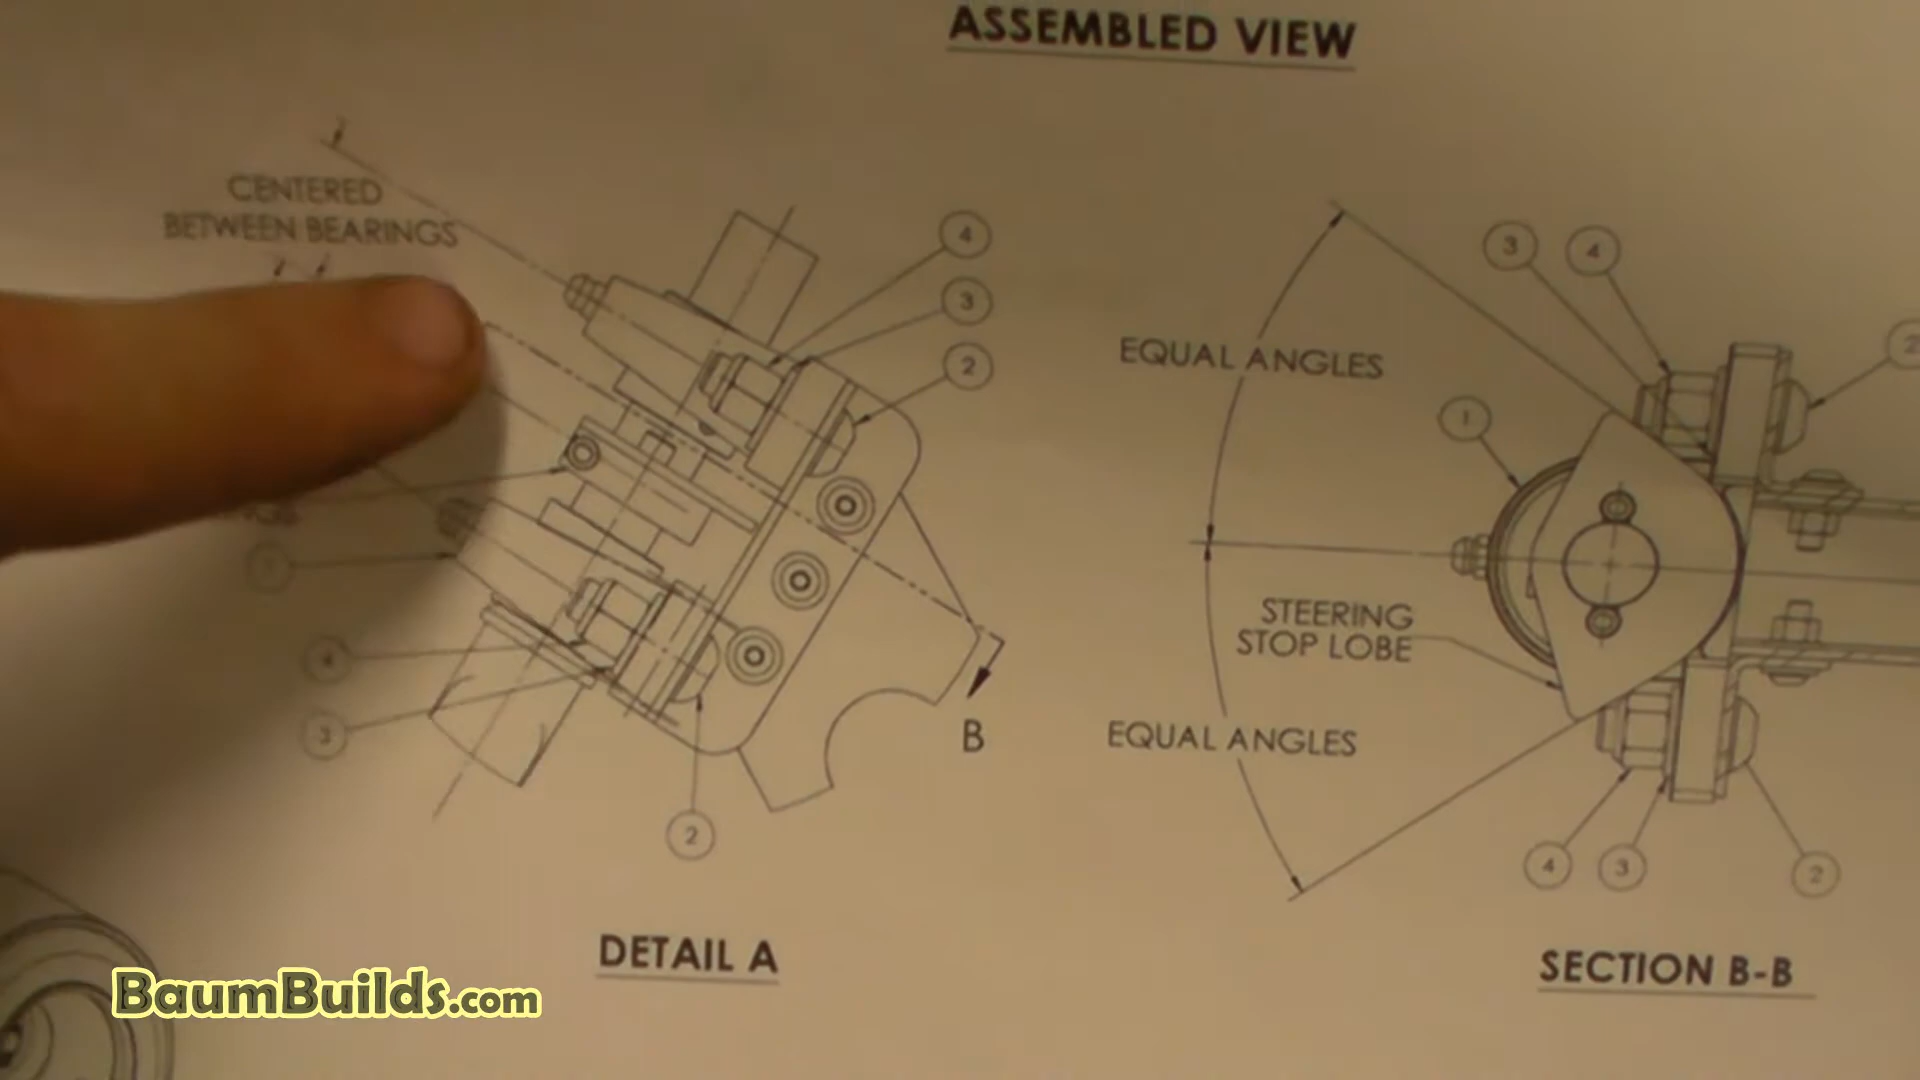 ASSEMBLED VIEW
CENTERED
BETWEEN BEARINGS
4
3
2
1
4
3
2
B
DETAIL A
3
4
2
1
EQUAL ANGLES
STEERING
STOP LOBE
EQUAL ANGLES
4
3
2
SECTION B-B
BaumBuilds.com